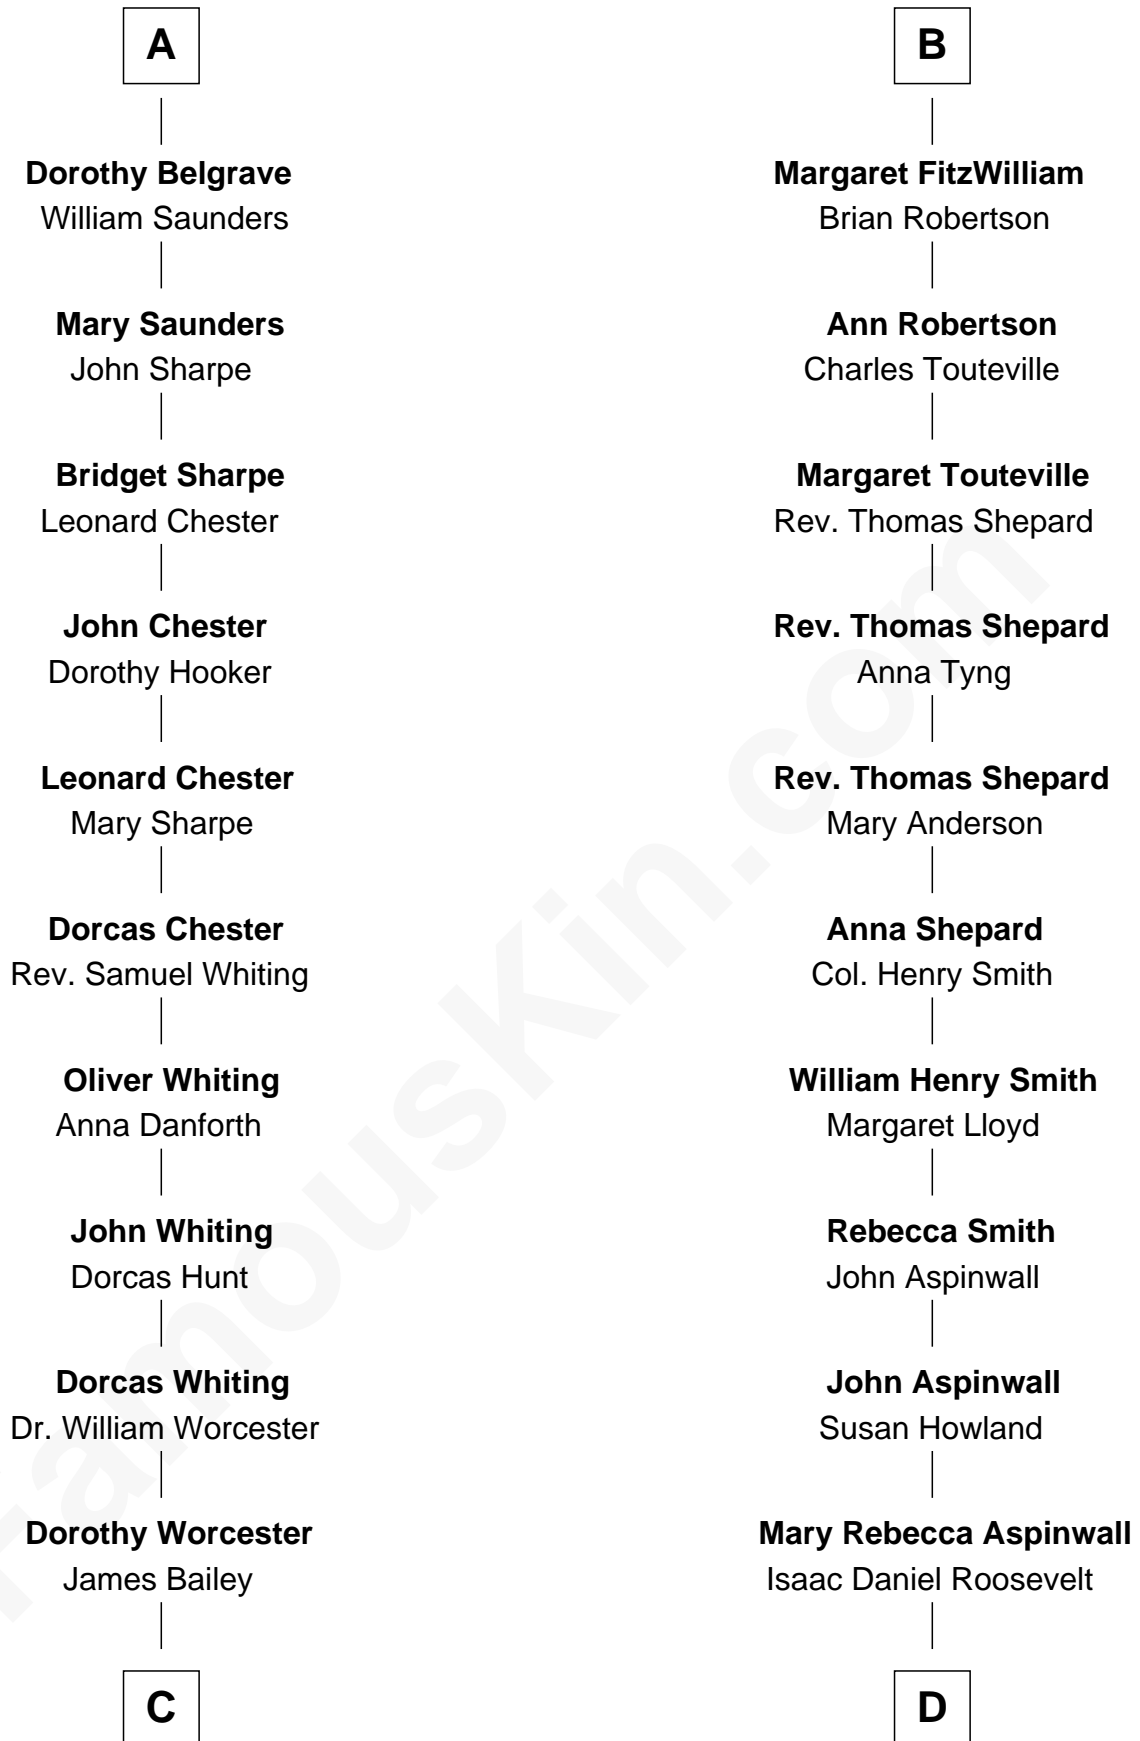 A
Dorothy Belgrave
William Saunders
Mary Saunders
John Sharpe
Bridget Sharpe
Leonard Chester
John Chester
Dorothy Hooker
Leonard Chester
Mary Sharpe
Dorcas Chester
Rev. Samuel Whiting
Oliver Whiting
Anna Danforth
John Whiting
Dorcas Hunt
Dorcas Whiting
Dr. William Worcester
Dorothy Worcester
James Bailey
C
B
Margaret FitzWilliam
Brian Robertson
Ann Robertson
Charles Touteville
Margaret Touteville
Rev. Thomas Shepard
Rev. Thomas Shepard
Anna Tyng
Rev. Thomas Shepard
Mary Anderson
Anna Shepard
Col. Henry Smith
William Henry Smith
Margaret Lloyd
Rebecca Smith
John Aspinwall
John Aspinwall
Susan Howland
Mary Rebecca Aspinwall
Isaac Daniel Roosevelt
D
FamousKin.com